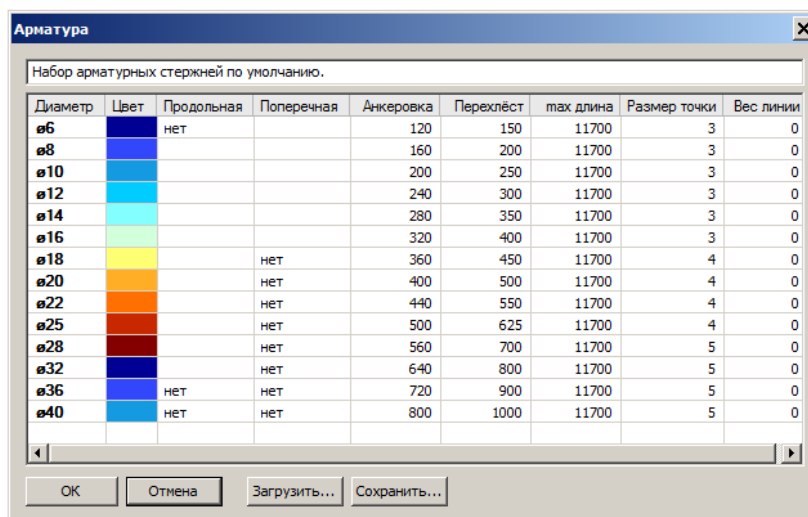 Арматура
Набор арматурных стержней по умолчанию.
Диаметр Цвет Продольная Поперечная Анкеровка Перехлёст max длина Размер точки Вес линии
ø6 нет 120 150 11700 3 0
ø8 160 200 11700 3 0
ø10 200 250 11700 3 0
ø12 240 300 11700 3 0
ø14 280 350 11700 3 0
ø16 320 400 11700 3 0
ø18 нет 360 450 11700 4 0
ø20 нет 400 500 11700 4 0
ø22 нет 440 550 11700 4 0
ø25 нет 500 625 11700 4 0
ø28 нет 560 700 11700 5 0
ø32 нет 640 800 11700 5 0
ø36 нет нет 720 900 11700 5 0
ø40 нет нет 800 1000 11700 5 0
OK Отмена Загрузить... Сохранить...